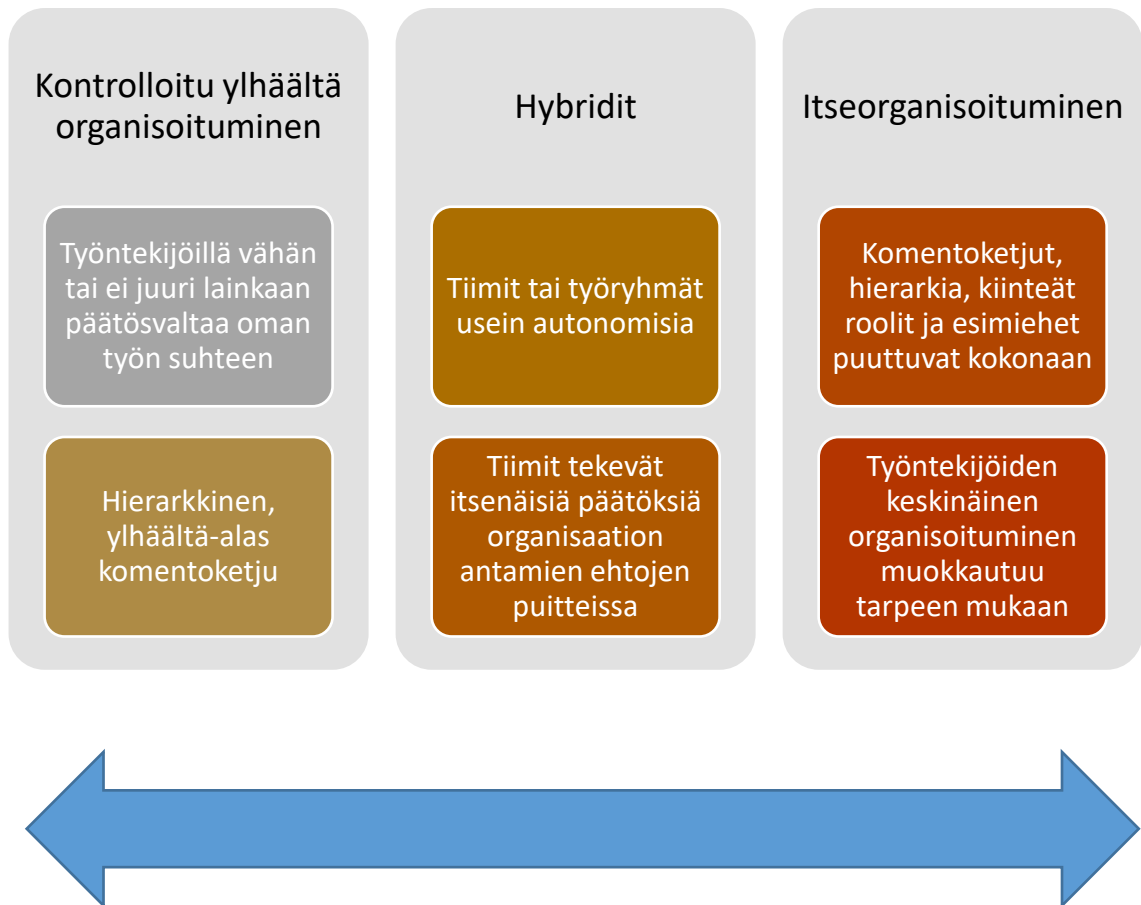 Kontrolloitu ylhäältä
organisoituminen
Työntekijöillä vähän
tai ei juuri lainkaan
päätösvaltaa oman
työn suhteen
Hierarkkinen,
ylhäältä-alas
komentoketju
Hybridit
Tiimit tai työryhmät
usein autonomisia
Tiimit tekevät
itsenäisiä päätöksiä
organisaation
antamien ehtojen
puitteissa
Itseorganisoituminen
Komentoketjut,
hierarkia, kiinteät
roolit ja esimiehet
puuttuvat kokonaan
Työntekijöiden
keskinäinen
organisoituminen
muokkautuu
tarpeen mukaan